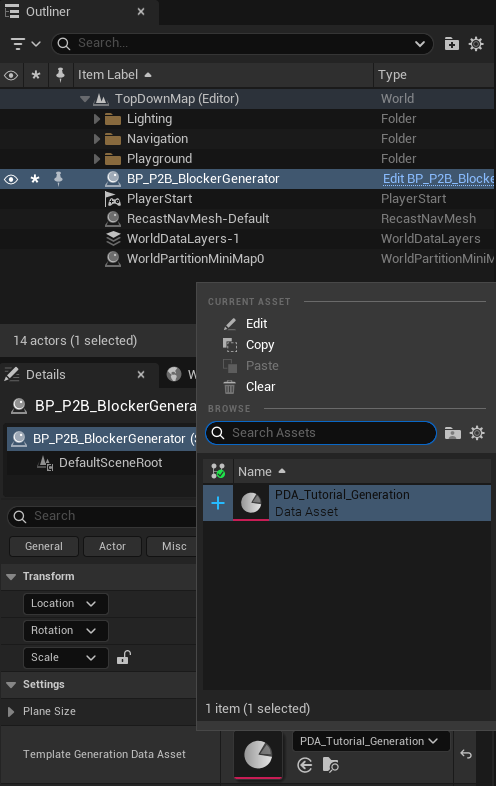 Outliner
Search...
Item Label Type
TopDownMap (Editor) World
Lighting Folder
Navigation Folder
Playground Folder
BP_P2B_BlockerGenerator Edit BP_P2B_Blocke
PlayerStart PlayerStart
RecastNavMesh-Default RecastNavMesh
WorldDataLayers-1 WorldDataLayers
WorldPartitionMiniMap0 WorldPartitionMiniM
14 actors (1 selected)
Details W
BP_P2B_BlockerGenera
BP_P2B_BlockerGenerator (S
DefaultSceneRoot
Search
General Actor Misc
Transform
Location
Rotation
Scale
Settings
Plane Size
Template Generation Data Asset
PDA_Tutorial_Generation
CURRENT ASSET
Edit
Copy
Paste
Clear
BROWSE
Search Assets
Name
PDA_Tutorial_Generation
Data Asset
1 item (1 selected)